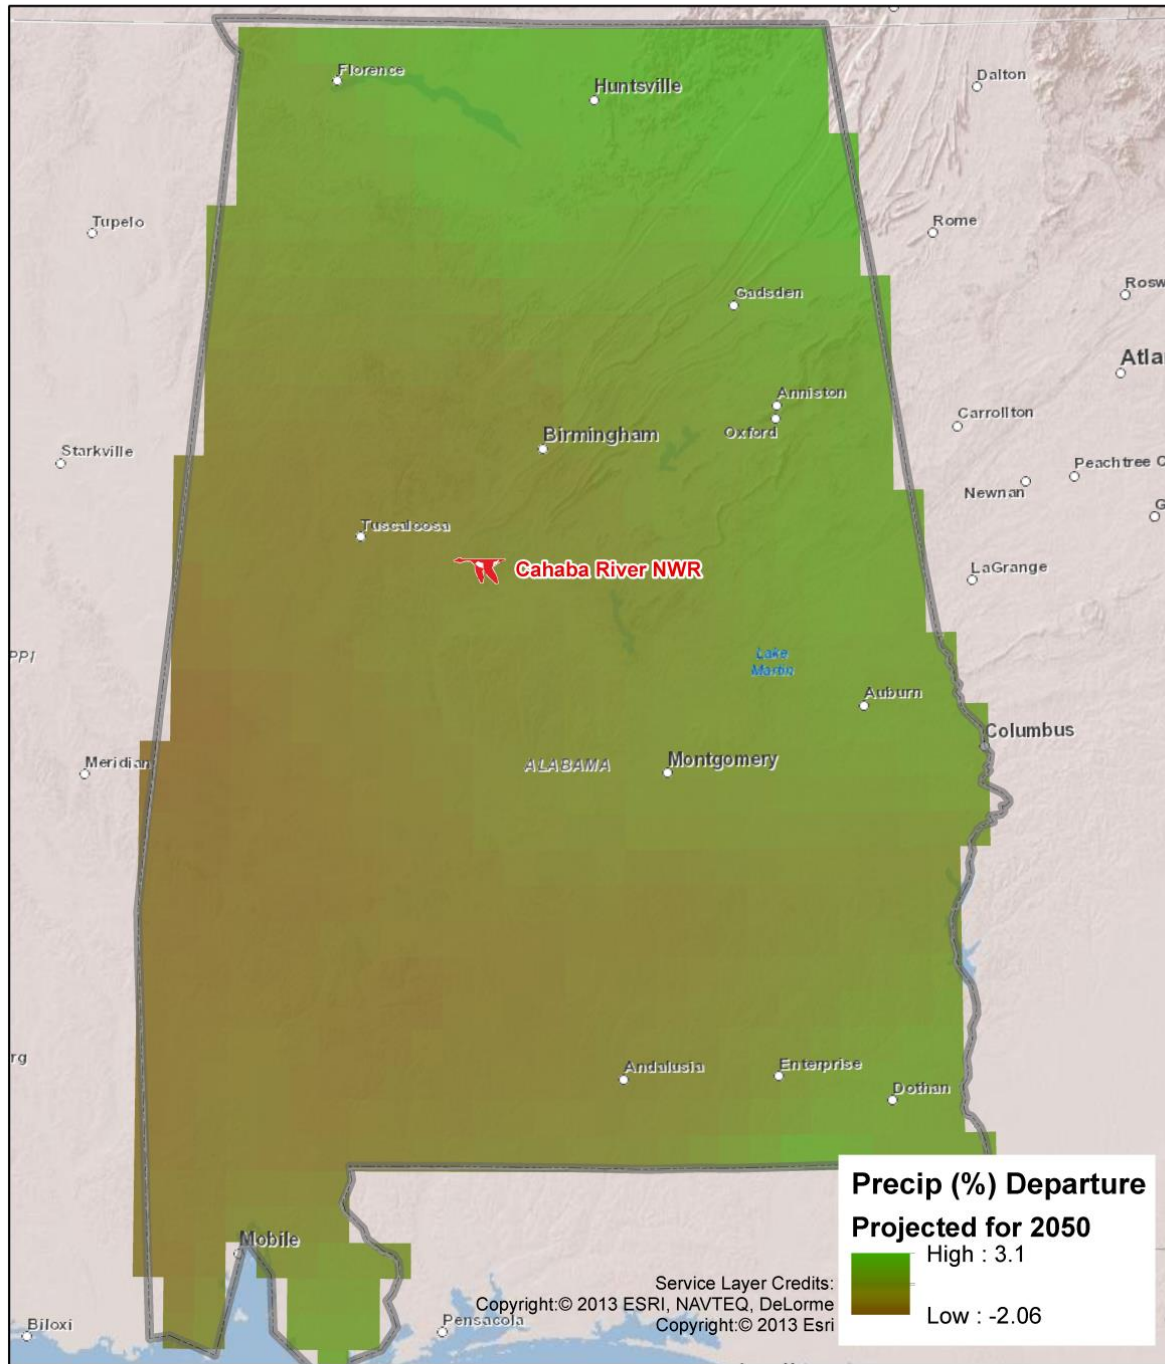 Florence
Huntsville
Dalton
Tupelo
Rome
Rosw
Gadsden
Atla
Anniston
Carrollton
Oxford
Birmingham
Starkville
Peachtree C
Newnan
G
Tuscaloosa
Cahaba River NWR
LaGrange
PPI
Lake
Martin
Auburn
Columbus
Meridian
ALABAMA
Montgomery
rg
Andalusia
Enterprise
Dothan
Precip (%) Departure
Projected for 2050
High : 3.1
Low : -2.06
Mobile
Service Layer Credits:
Copyright:© 2013 ESRI, NAVTEQ, DeLorme
Copyright:© 2013 Esri
Biloxi
Pensacola